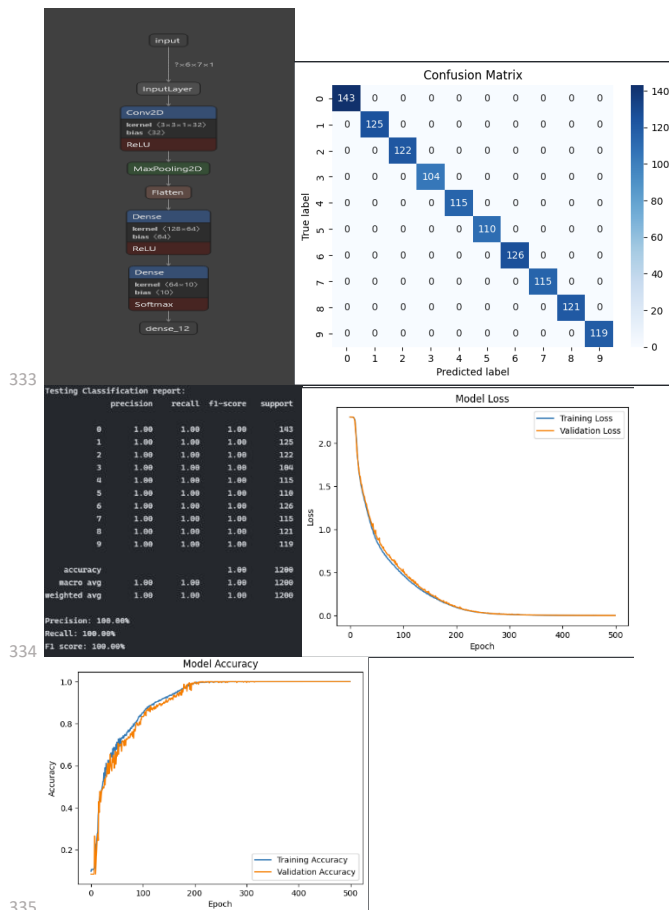 input
?×6×7×1
InputLayer
Conv2D
kernel ⟨3×3×1×32⟩
bias ⟨32⟩
ReLU
MaxPooling2D
Flatten
Dense
kernel ⟨128×64⟩
bias ⟨64⟩
ReLU
Dense
kernel ⟨64×10⟩
bias ⟨10⟩
Softmax
dense_12
Confusion Matrix
True label
0 143 0 0 0 0 0 0 0 0 0
1 0 125 0 0 0 0 0 0 0 0
2 0 0 122 0 0 0 0 0 0 0
3 0 0 0 104 0 0 0 0 0 0
4 0 0 0 0 115 0 0 0 0 0
5 0 0 0 0 0 110 0 0 0 0
6 0 0 0 0 0 0 126 0 0 0
7 0 0 0 0 0 0 0 115 0 0
8 0 0 0 0 0 0 0 0 121 0
9 0 0 0 0 0 0 0 0 0 119
0 1 2 3 4 5 6 7 8 9
Predicted label
140
120
100
80
60
40
20
0
333
Testing Classification report:
precision recall f1-score support
0 1.00 1.00 1.00 143
1 1.00 1.00 1.00 125
2 1.00 1.00 1.00 122
3 1.00 1.00 1.00 104
4 1.00 1.00 1.00 115
5 1.00 1.00 1.00 110
6 1.00 1.00 1.00 126
7 1.00 1.00 1.00 115
8 1.00 1.00 1.00 121
9 1.00 1.00 1.00 119
accuracy 1.00 1200
macro avg 1.00 1.00 1.00 1200
weighted avg 1.00 1.00 1.00 1200
Precision: 100.00%
Recall: 100.00%
F1 score: 100.00%
Model Loss
Training Loss
Validation Loss
Loss
2.0
1.5
1.0
0.5
0.0
0 100 200 300 400 500
Epoch
334
Model Accuracy
Accuracy
1.0
0.8
0.6
0.4
0.2
Training Accuracy
Validation Accuracy
0 100 200 300 400 500
Epoch
335